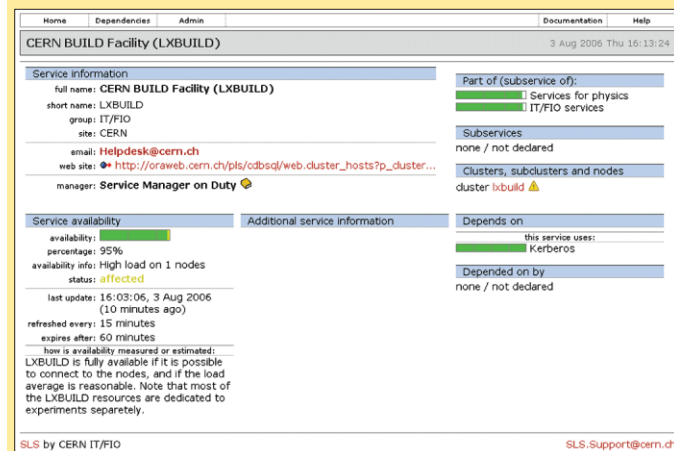 Home Dependencies Admin Documentation Help
CERN BUILD Facility (LXBUILD) 3 Aug 2006 Thu 16:13:24
Service information
full name: CERN BUILD Facility (LXBUILD)
short name: LXBUILD
group: IT/FIO
site: CERN
email: Helpdesk@cern.ch
web site: http://oraweb.cern.ch/pls/cdbsql/web.cluster_hosts?p_cluster...
manager: Service Manager on Duty
Part of (subservice of):
Services for physics
IT/FIO services
Subservices
none / not declared
Clusters, subclusters and nodes
cluster lxbuild
Service availability
availability:
percentage: 95%
availability info: High load on 1 nodes
status: affected
last update: 16:03:06, 3 Aug 2006
(10 minutes
ago)
refreshed every: 15 minutes
expires after: 60 minutes
how is availability measured or estimated:
LXBUILD is fully available if it is possible
to connect to the nodes, and if the load
average is reasonable. Note that most of
the LXBUILD resources are dedicated to
experiments separetely.
Additional service information
Depends on
this service uses:
Kerberos
Depended on by
none / not declared
SLS by CERN IT/FIO SLS.Support@cern.ch